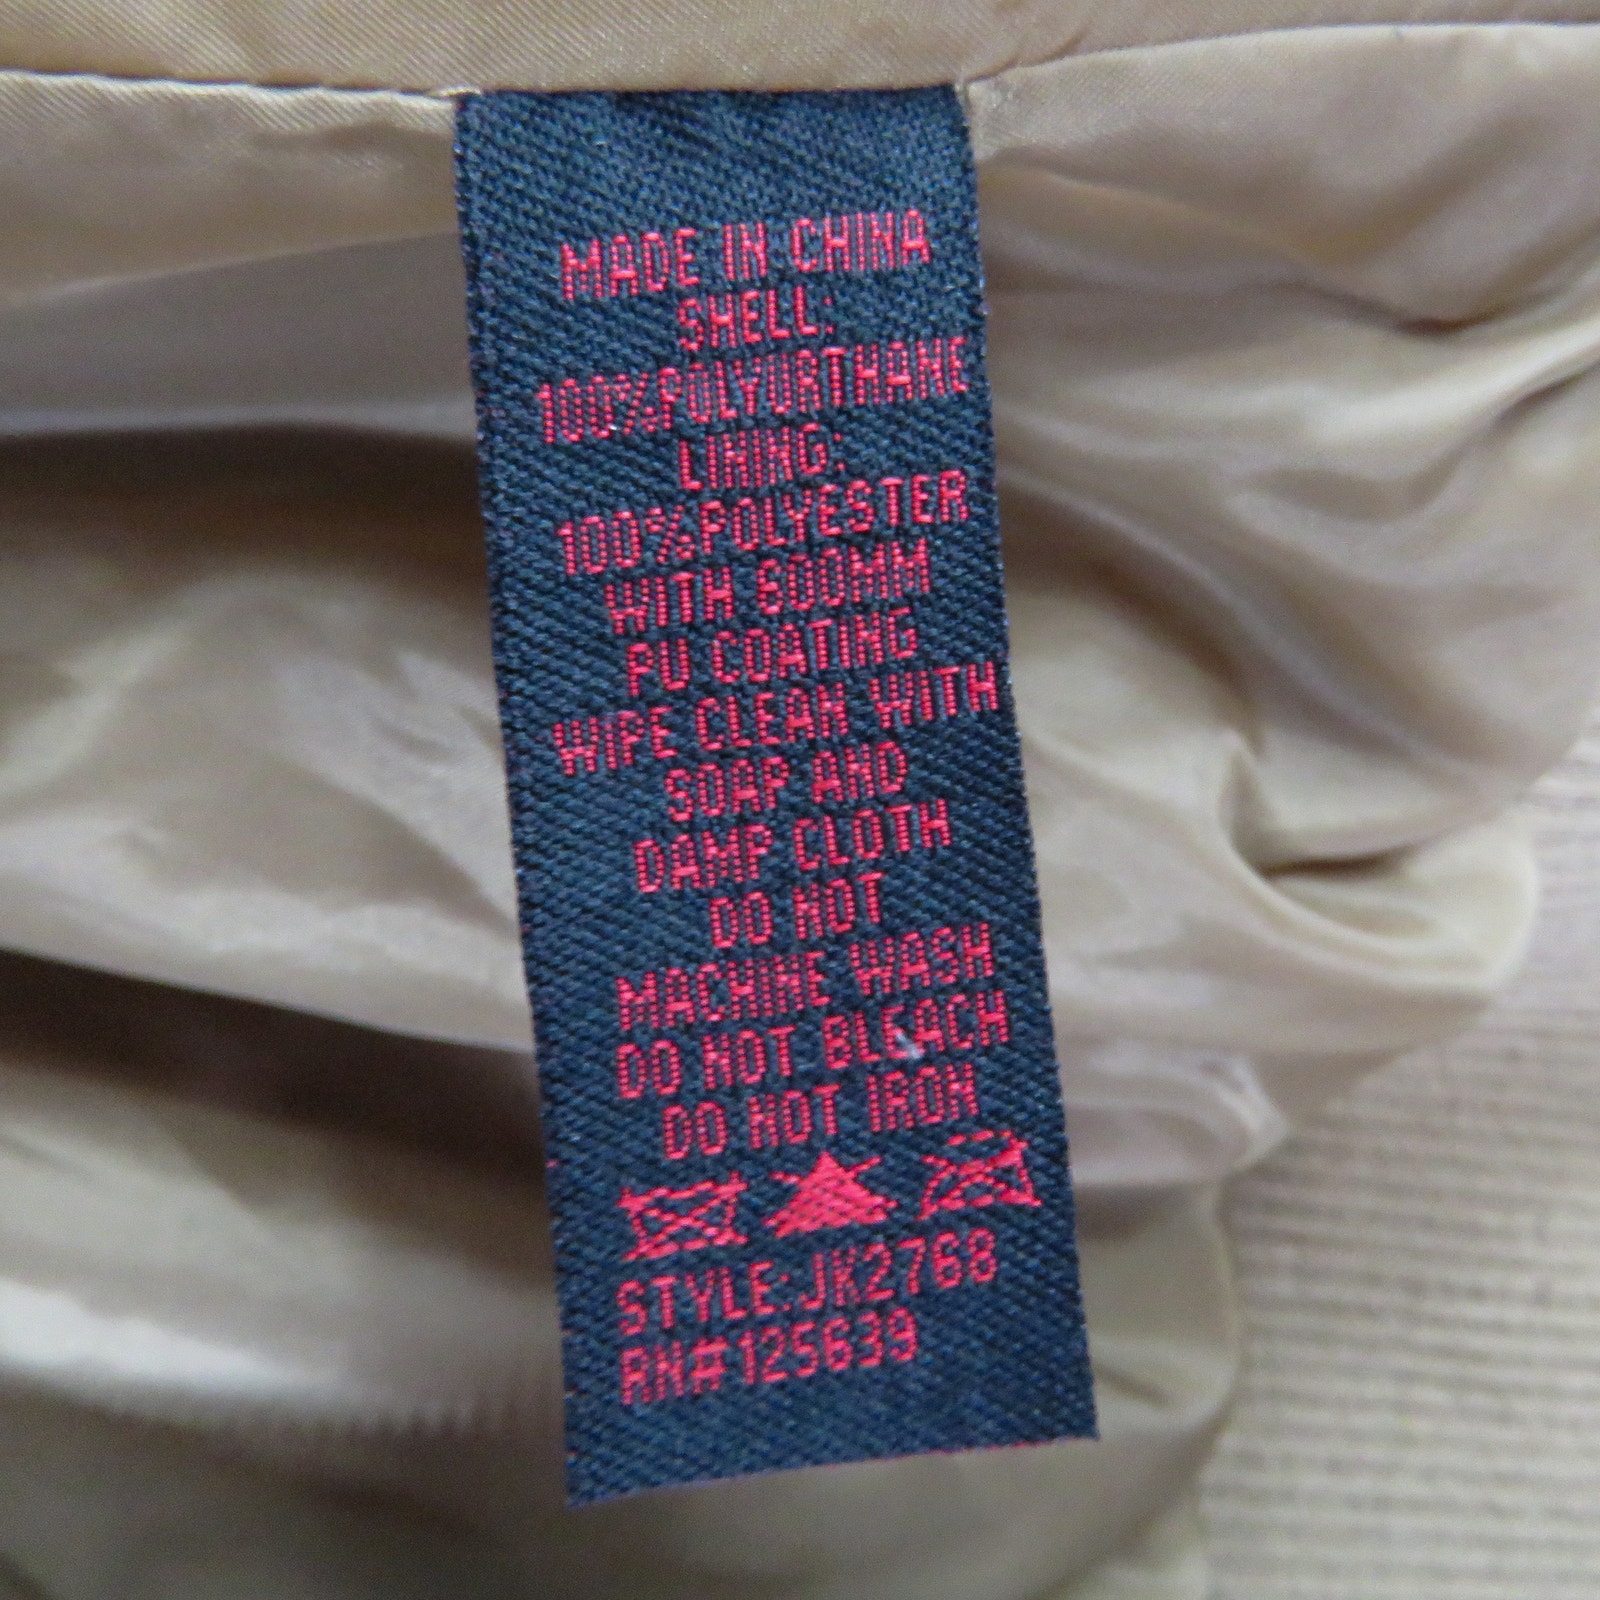 MADE IN CHINA
SHELL:
100%POLYURTHANE
LINING:
100%POLYESTER
WITH 600MM
PU COATING
WIPE CLEAN WITH
SOAP AND
DAMP CLOTH
DO NOT
MACHINE WASH
DO NOT BLEACH
DO NOT IRON
STYLE:JK2768
RN#125639